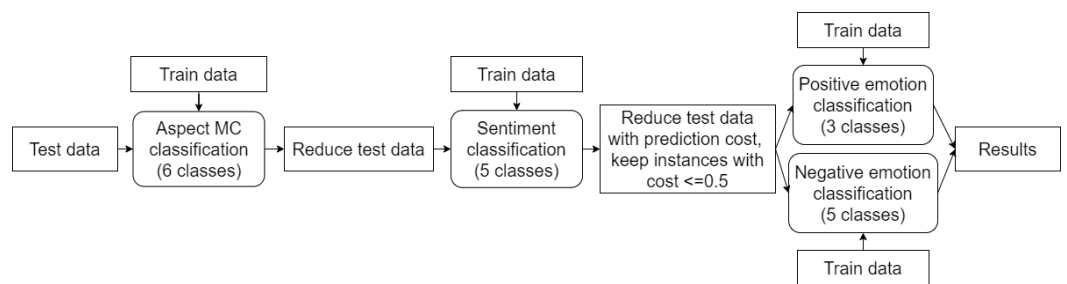 Test data
Train data
Aspect MC
classification
(6 classes)
Reduce test data
Train data
Sentiment
classification
(5 classes)
Reduce test data
with prediction cost,
keep instances with
cost <=0.5
Train data
Positive emotion
classification
(3 classes)
Negative emotion
classification
(5 classes)
Train data
Results